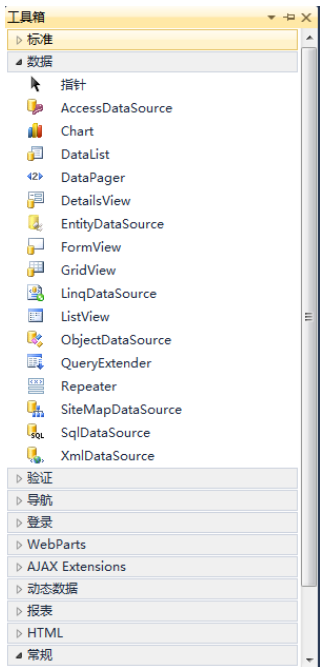 工具箱
标准
数据
指针
AccessDataSource
Chart
DataList
DataPager
DetailsView
EntityDataSource
FormView
GridView
LinqDataSource
ListView
ObjectDataSource
QueryExtender
Repeater
SiteMapDataSource
SqlDataSource
XmlDataSource
验证
导航
登录
WebParts
AJAX Extensions
动态数据
报表
HTML
常规